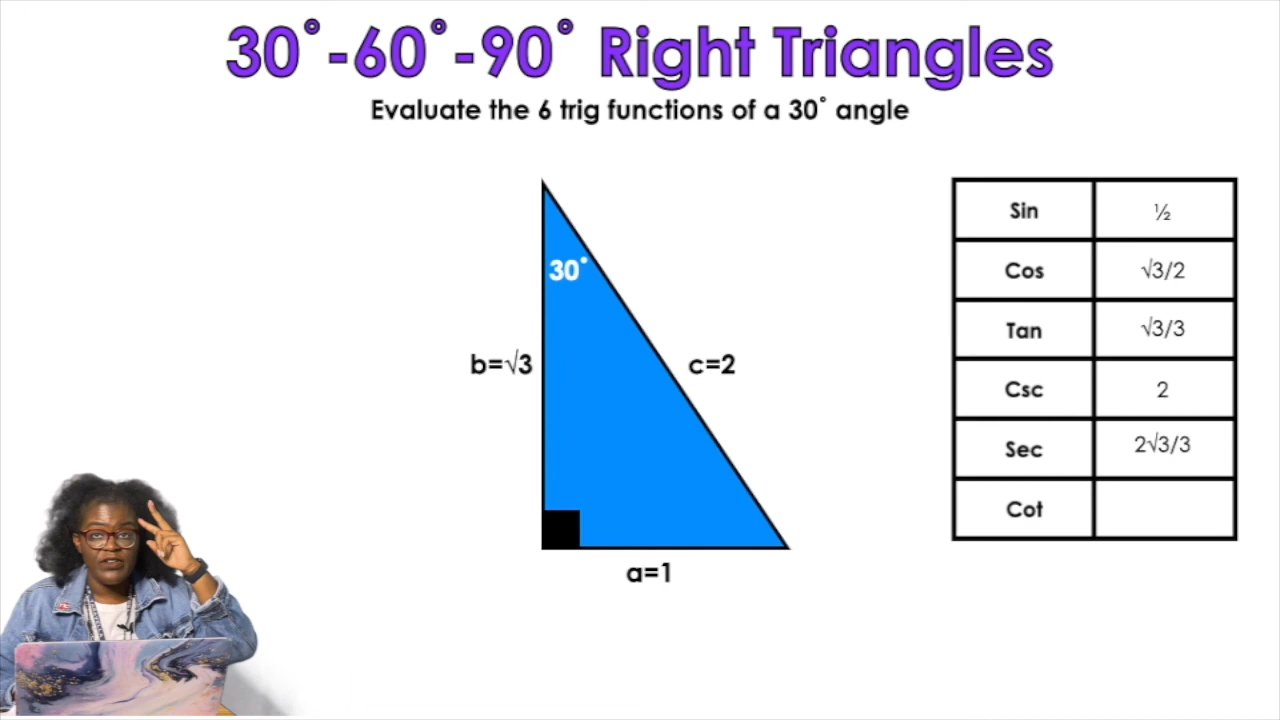 30°-60°-90° Right Triangles
Evaluate the 6 trig functions of a 30° angle
30°
b=√3
c=2
a=1
Sin ½
Cos √3/2
Tan √3/3
Csc 2
Sec 2√3/3
Cot